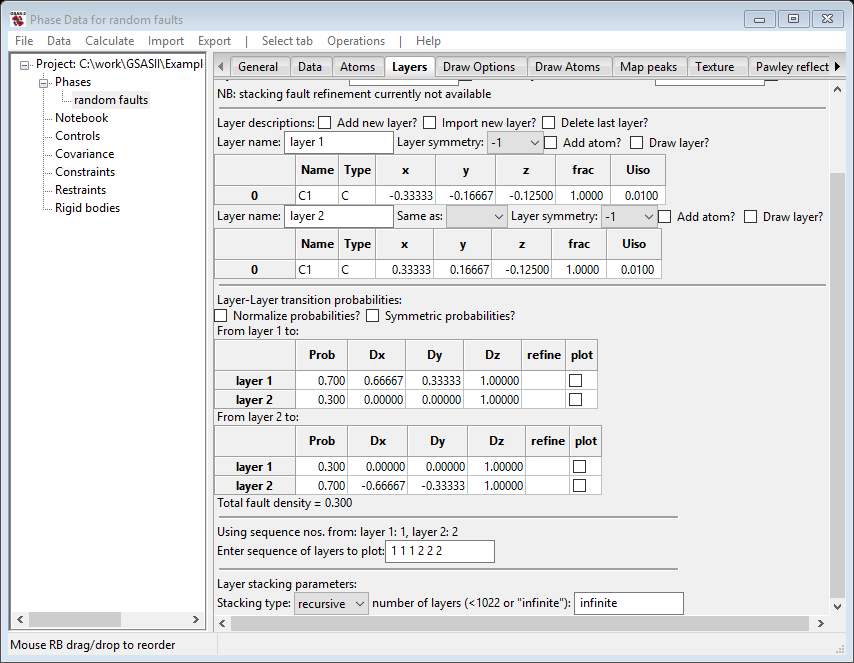 Phase Data for random faults
File Data Calculate Import Export | Select tab Operations | Help
Project: C:\work\GSASII\Exampl
Phases
random faults
Notebook
Controls
Covariance
Constraints
Restraints
Rigid bodies
General Data Atoms Layers Draw Options Draw Atoms Map peaks Texture Pawley reflect
NB: stacking fault refinement currently not available
Layer descriptions: Add new layer? Import new layer? Delete last layer?
Layer name: layer 1 Layer symmetry: -1 Add atom? Draw layer?
Name Type x y z frac Uiso
0 C1 C -0.33333 -0.16667 -0.12500 1.0000 0.0100
Layer name: layer 2 Same as: Layer symmetry: -1 Add atom? Draw layer?
Name Type x y z frac Uiso
0 C1 C 0.33333 0.16667 -0.12500 1.0000 0.0100
Layer-Layer transition probabilities:
Normalize probabilities? Symmetric probabilities?
From layer 1 to:
Prob Dx Dy Dz refine plot
layer 1 0.700 0.66667 0.33333 1.00000
layer 2 0.300 0.00000 0.00000 1.00000
From layer 2 to:
Prob Dx Dy Dz refine plot
layer 1 0.300 0.00000 0.00000 1.00000
layer 2 0.700 -0.66667 -0.33333 1.00000
Total fault density = 0.300
Using sequence nos. from: layer 1: 1, layer 2: 2
Enter sequence of layers to plot: 1 1 1 2 2 2
Layer stacking parameters:
Stacking type: recursive number of layers (<1022 or "infinite"): infinite
Mouse RB drag/drop to reorder